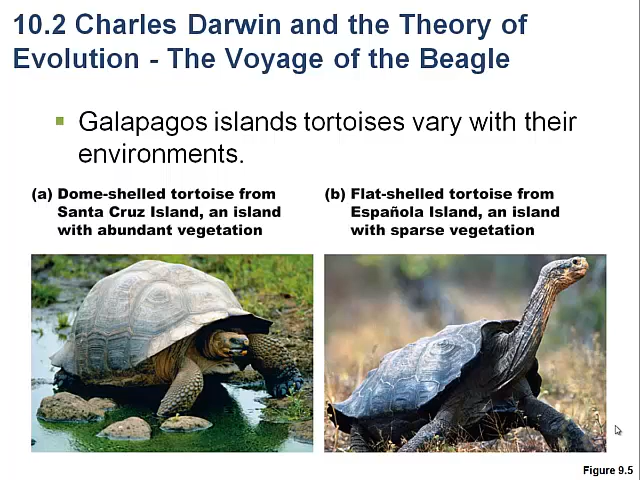 10.2 Charles Darwin and the Theory of
Evolution - The Voyage of the Beagle
Galapagos islands tortoises vary with their
environments.
(a) Dome-shelled tortoise from
Santa Cruz Island, an island
with abundant vegetation
(b) Flat-shelled tortoise from
Española Island, an island
with sparse vegetation
Figure 9.5